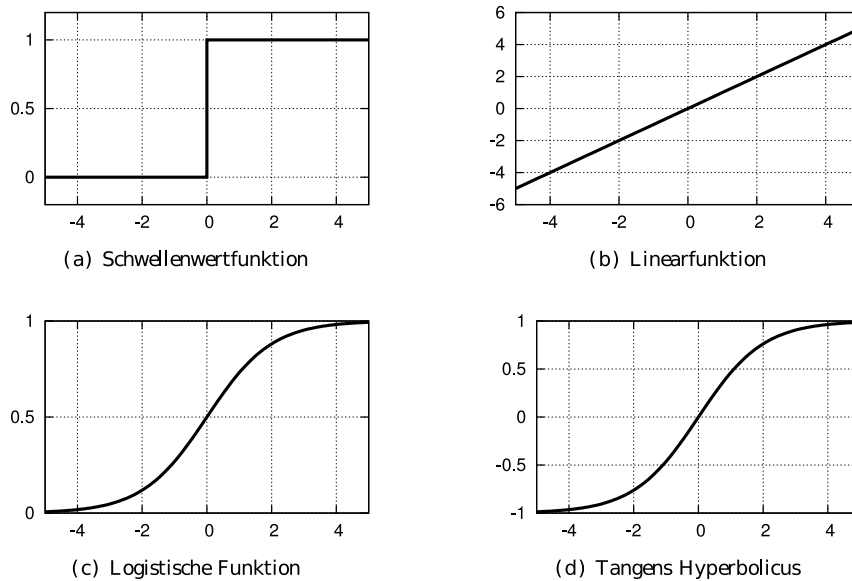 1
0.5
0
-4 -2 0 2 4
(a) Schwellenwertfunktion
6
4
2
0
-2
-4
-6
-4 -2 0 2 4
(b) Linearfunktion
1
0.5
0
-4 -2 0 2 4
(c) Logistische Funktion
1
0.5
0
-0.5
-1
-4 -2 0 2 4
(d) Tangens Hyperbolicus